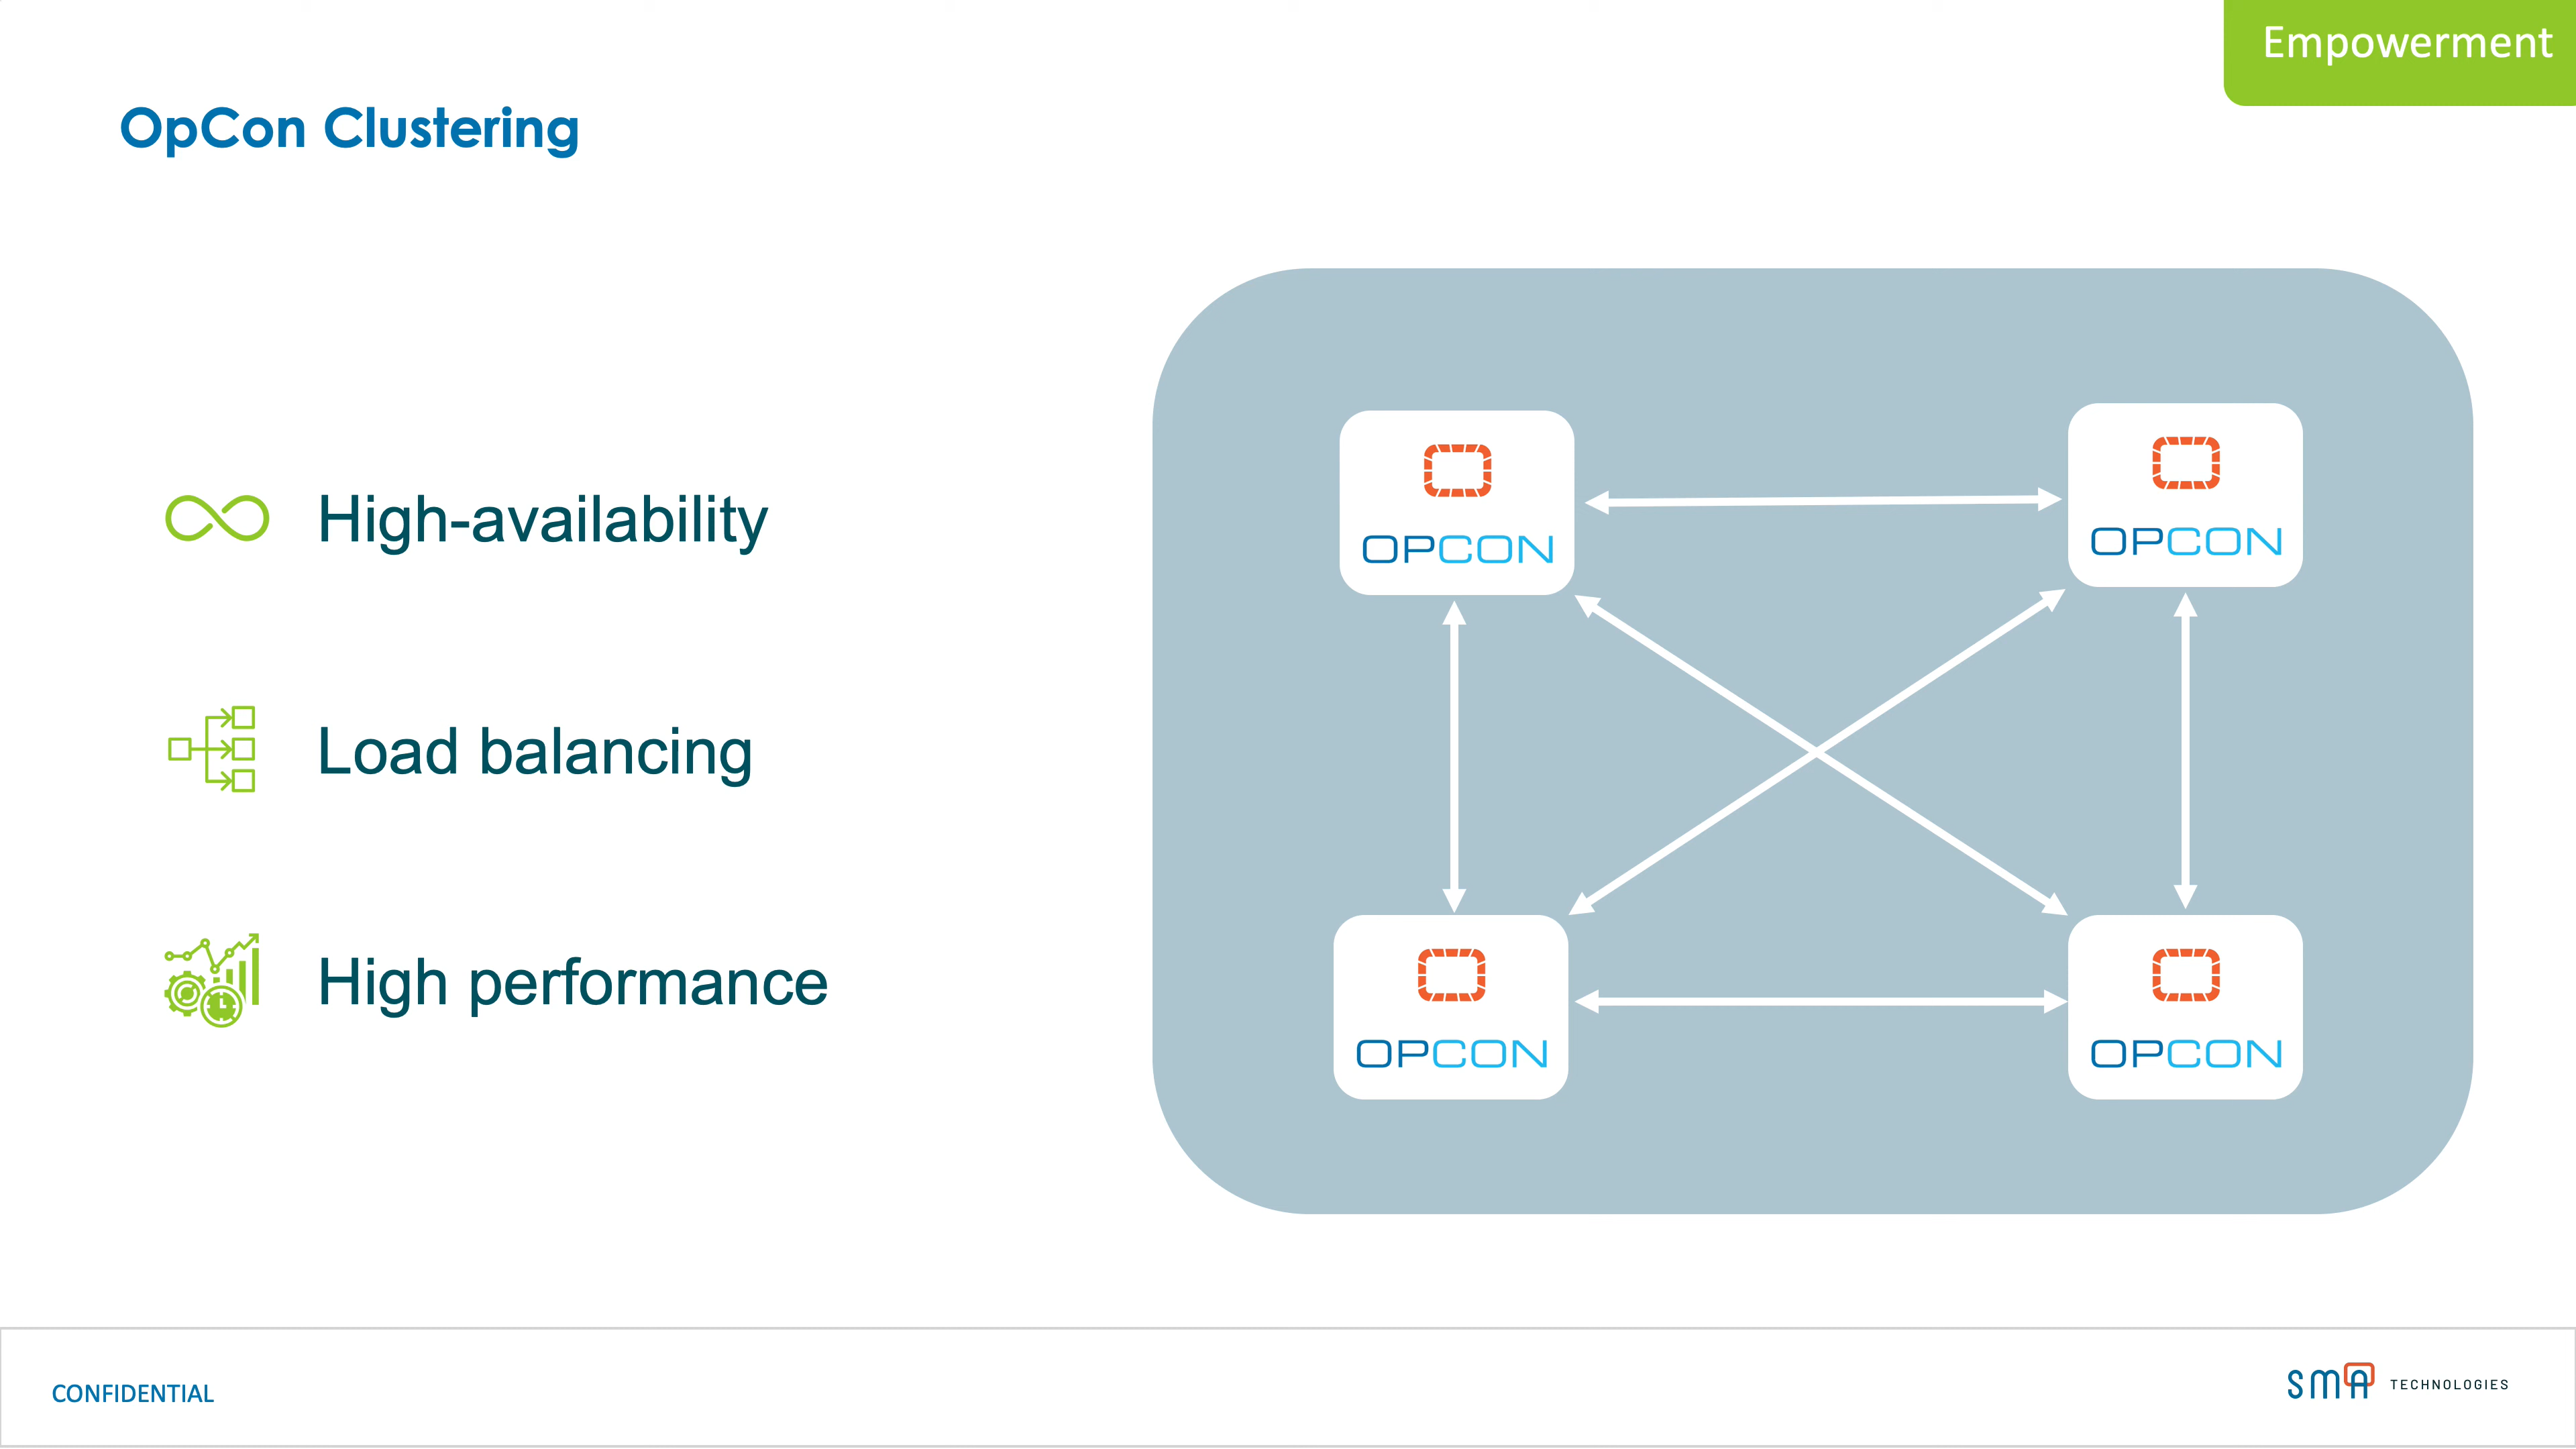 Empowerment
OpCon Clustering
High-availability
Load balancing
High performance
OPCON
OPCON
OPCON
OPCON
CONFIDENTIAL
SMA TECHNOLOGIES